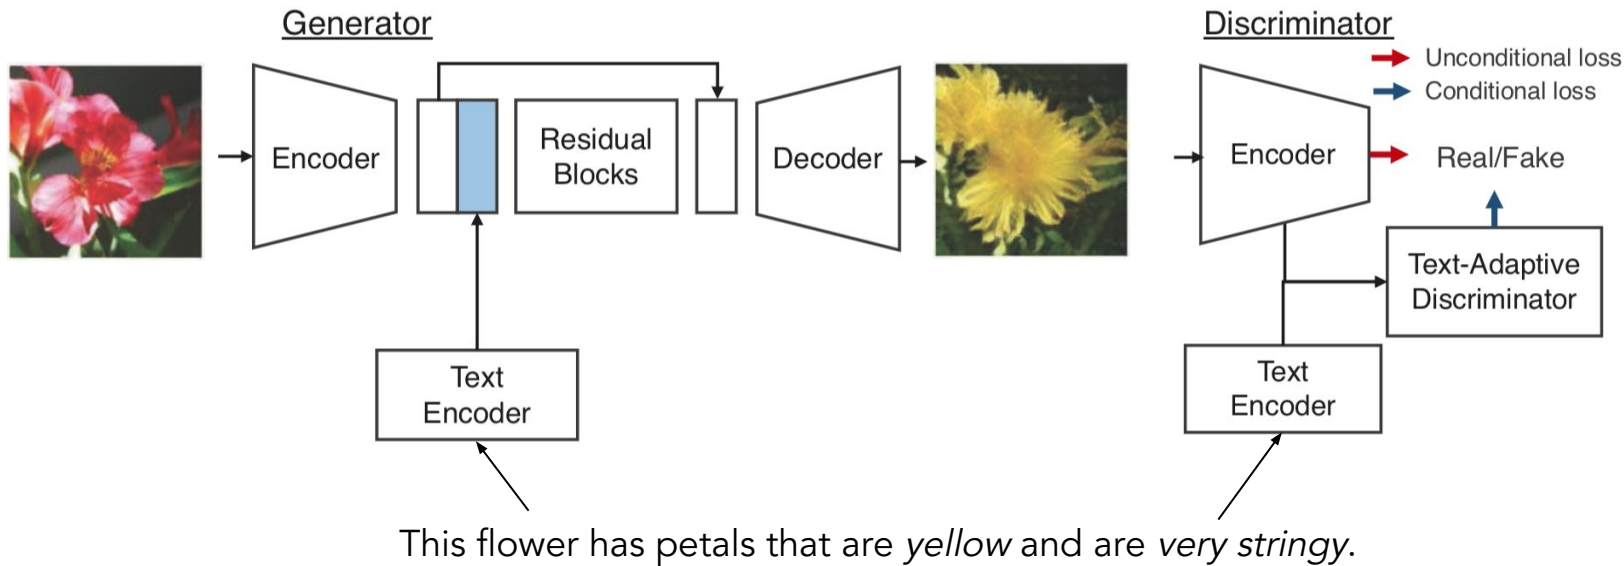 Generator
Discriminator
Unconditional loss
Conditional loss
Encoder
Residual
Blocks
Decoder
Encoder
Real/Fake
Text-Adaptive
Discriminator
Text
Encoder
Text
Encoder
This flower has petals that are yellow and are very stringy.